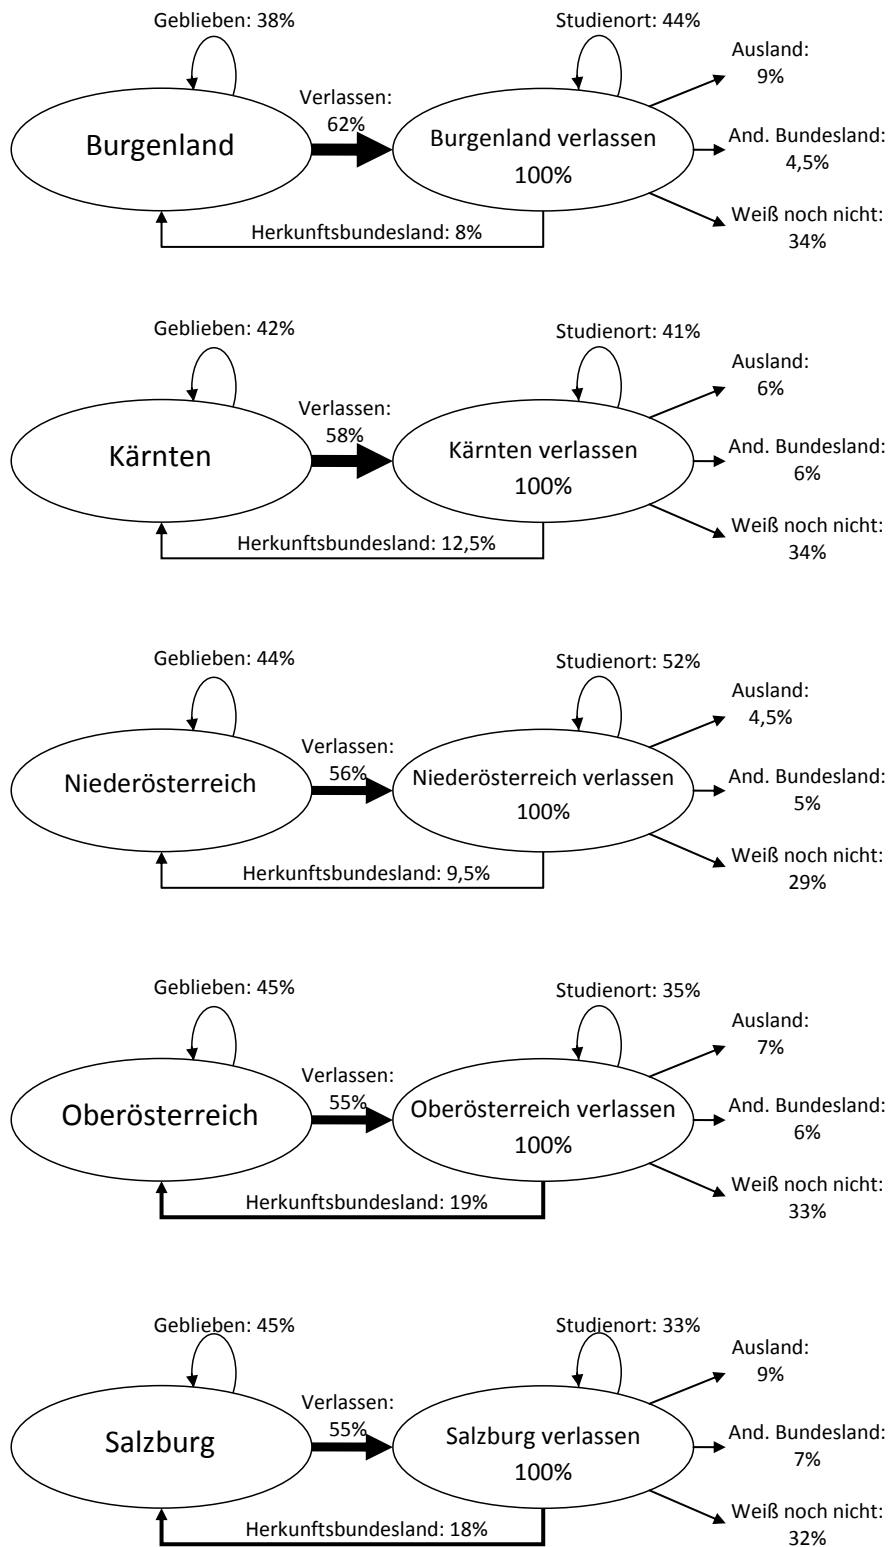 Geblieben: 38%
Studienort: 44%
Ausland:
9%
Verlassen:
62%
Burgenland
Burgenland verlassen
100%
And. Bundesland:
4,5%
Weiß noch nicht:
34%
Herkunftsbundesland: 8%
Geblieben: 42%
Studienort: 41%
Ausland:
6%
Verlassen:
58%
Kärnten
Kärnten verlassen
100%
And. Bundesland:
6%
Weiß noch nicht:
34%
Herkunftsbundesland: 12,5%
Geblieben: 44%
Studienort: 52%
Ausland:
4,5%
Verlassen:
56%
Niederösterreich
Niederösterreich verlassen
100%
And. Bundesland:
5%
Weiß noch nicht:
29%
Herkunftsbundesland: 9,5%
Geblieben: 45%
Studienort: 35%
Ausland:
7%
Verlassen:
55%
Oberösterreich
Oberösterreich verlassen
100%
And. Bundesland:
6%
Weiß noch nicht:
33%
Herkunftsbundesland: 19%
Geblieben: 45%
Studienort: 33%
Ausland:
9%
Verlassen:
55%
Salzburg
Salzburg verlassen
100%
And. Bundesland:
7%
Weiß noch nicht:
32%
Herkunftsbundesland: 18%